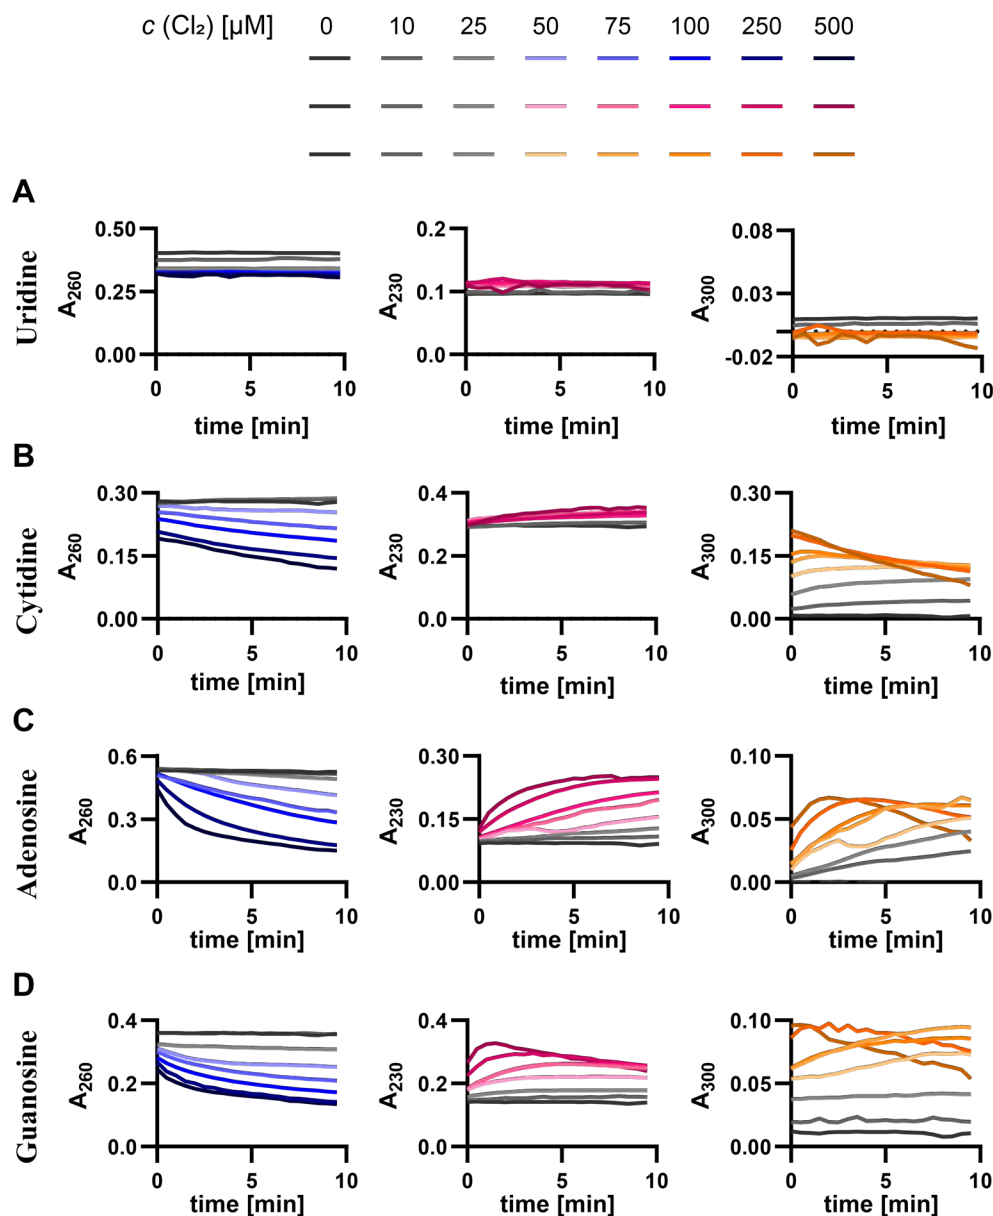 c (Cl₂) [µM] 0 10 25 50 75 100 250 500
A
Uridine
A₂₆₀
0.50
0.25
0.00
0 5 10
time [min]
A₂₃₀
0.2
0.1
0.0
0 5 10
time [min]
A₃₀₀
0.08
0.03
-0.02
0 5 10
time [min]
B
Cytidine
A₂₆₀
0.30
0.15
0.00
0 5 10
time [min]
A₂₃₀
0.4
0.2
0.0
0 5 10
time [min]
A₃₀₀
0.30
0.15
0.00
0 5 10
time [min]
C
Adenosine
A₂₆₀
0.6
0.3
0.0
0 5 10
time [min]
A₂₃₀
0.30
0.15
0.00
0 5 10
time [min]
A₃₀₀
0.10
0.05
0.00
0 5 10
time [min]
D
Guanosine
A₂₆₀
0.4
0.2
0.0
0 5 10
time [min]
A₂₃₀
0.4
0.2
0.0
0 5 10
time [min]
A₃₀₀
0.10
0.05
0.00
0 5 10
time [min]